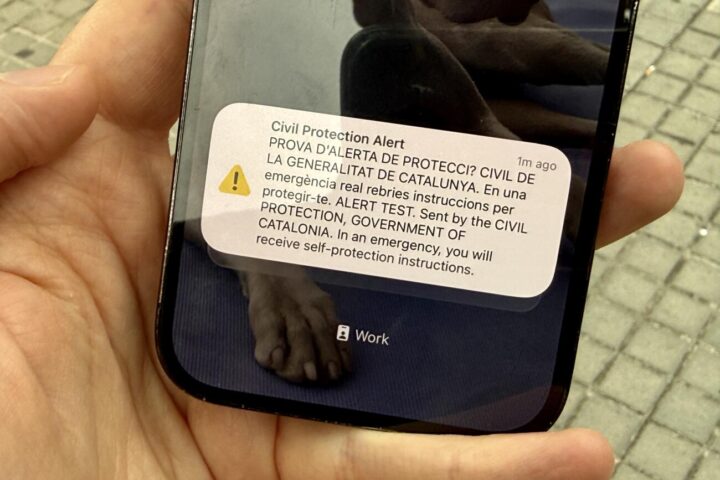 Civil Protection Alert
1m ago
PROVA D'ALERTA DE PROTECCI? CIVIL DE
LA GENERALITAT DE CATALUNYA. En una
emergència real rebries instruccions per
protegir-te. ALERT TEST. Sent by the CIVIL
PROTECTION, GOVERNMENT OF
CATALONIA. In an emergency, you will
receive self-protection instructions.
Work